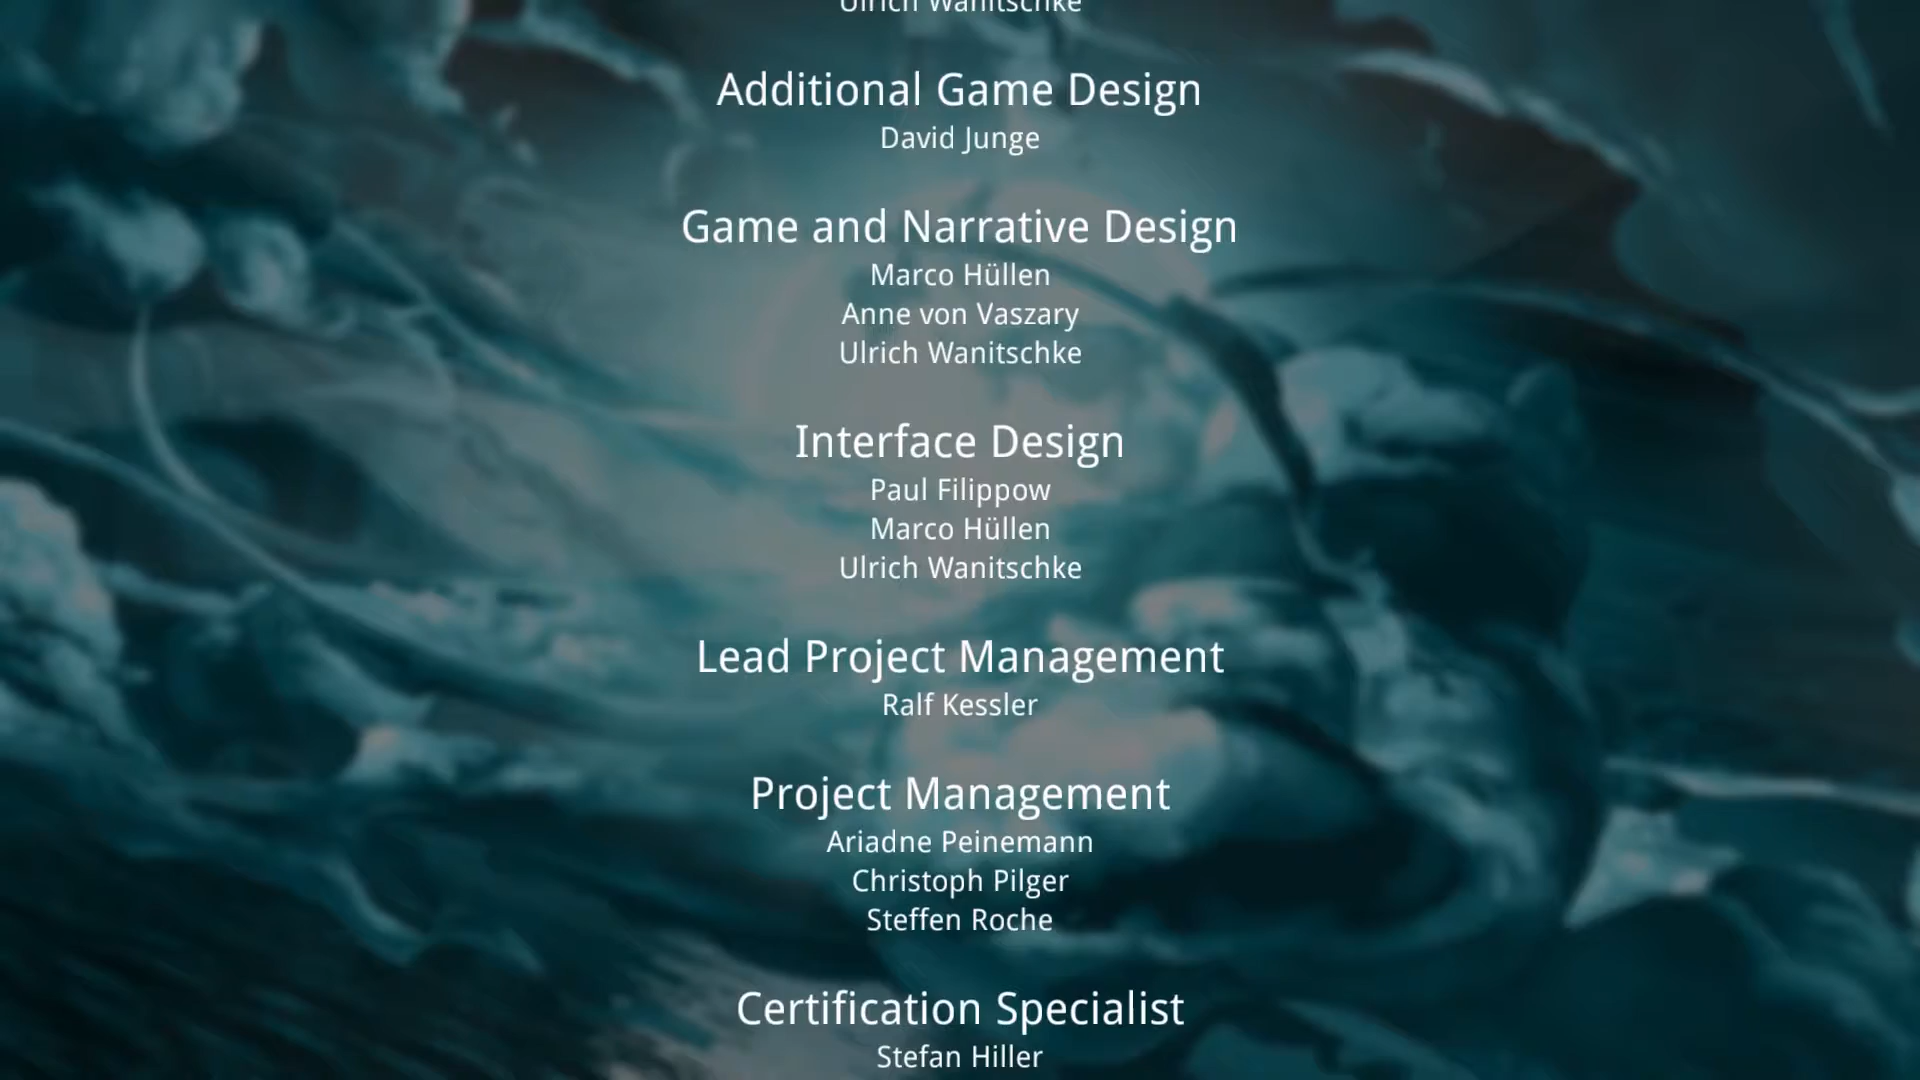 Ulrich Wanitschke
Additional Game Design
David Junge
Game and Narrative Design
Marco Hüllen
Anne von Vaszary
Ulrich Wanitschke
Interface Design
Paul Filippow
Marco Hüllen
Ulrich Wanitschke
Lead Project Management
Ralf Kessler
Project Management
Ariadne Peinemann
Christoph Pilger
Steffen Roche
Certification Specialist
Stefan Hiller